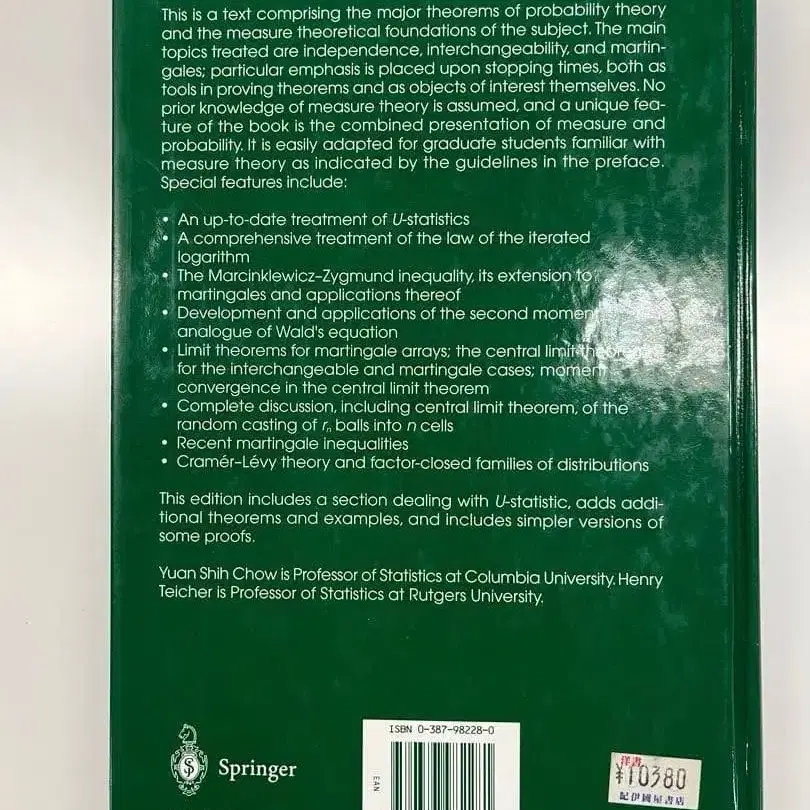 This is a text comprising the major theorems of probability theory
and the measure theoretical foundations of the subject. The main
topics treated are independence, interchangeability, and martin-
gales; particular emphasis is placed upon stopping times, both as
tools in proving theorems and as objects of interest themselves. No
prior knowledge of measure theory is assumed, and a unique fea-
ture of the book is the combined presentation of measure and
probability. It is easily adapted for graduate students familiar with
measure theory as indicated by the guidelines in the preface.
Special features include:
• An up-to-date treatment of U-statistics
• A comprehensive treatment of the law of the iterated
logarithm
• The Marcinklewicz–Zygmund inequality, its extension to
martingales and applications thereof
• Development and applications of the second moment
analogue of Wald's equation
• Limit theorems for martingale arrays; the central limit theorem
for the interchangeable and martingale cases; moment
convergence in the central limit theorem
• Complete discussion, including central limit theorem, of the
random casting of rₙ balls into n cells
• Recent martingale inequalities
• Cramér–Lévy theory and factor-closed families of distributions
This edition includes a section dealing with U-statistic, adds addi-
tional theorems and examples, and includes simpler versions of
some proofs.
Yuan Shih Chow is Professor of Statistics at Columbia University. Henry
Teicher is Professor of Statistics at Rutgers University.
Springer
ISBN 0-387-98228-0
EAN
洋書
¥10380
紀伊國屋書店